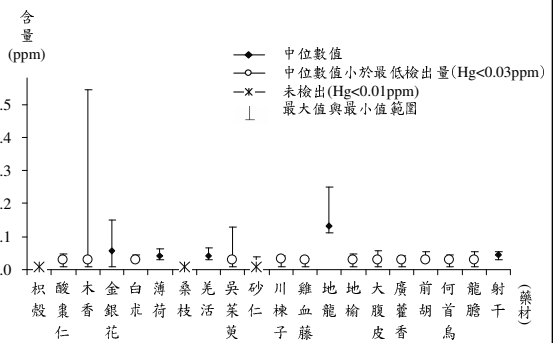 含
量
(ppm)
中位數值
中位數值小於最低檢出量(Hg<0.03ppm)
未檢出(Hg<0.01ppm)
最大值與最小值範圍
.5
.4
.3
.2
.1
.0
枳殼
酸棗仁
木香
金銀花
白朮
薄荷
桑枝
羌活
吳茱萸
砂仁
川楝子
雞血藤
地龍
地榆
大腹皮
廣藿香
前胡
何首烏
龍膽
射干
(藥材)